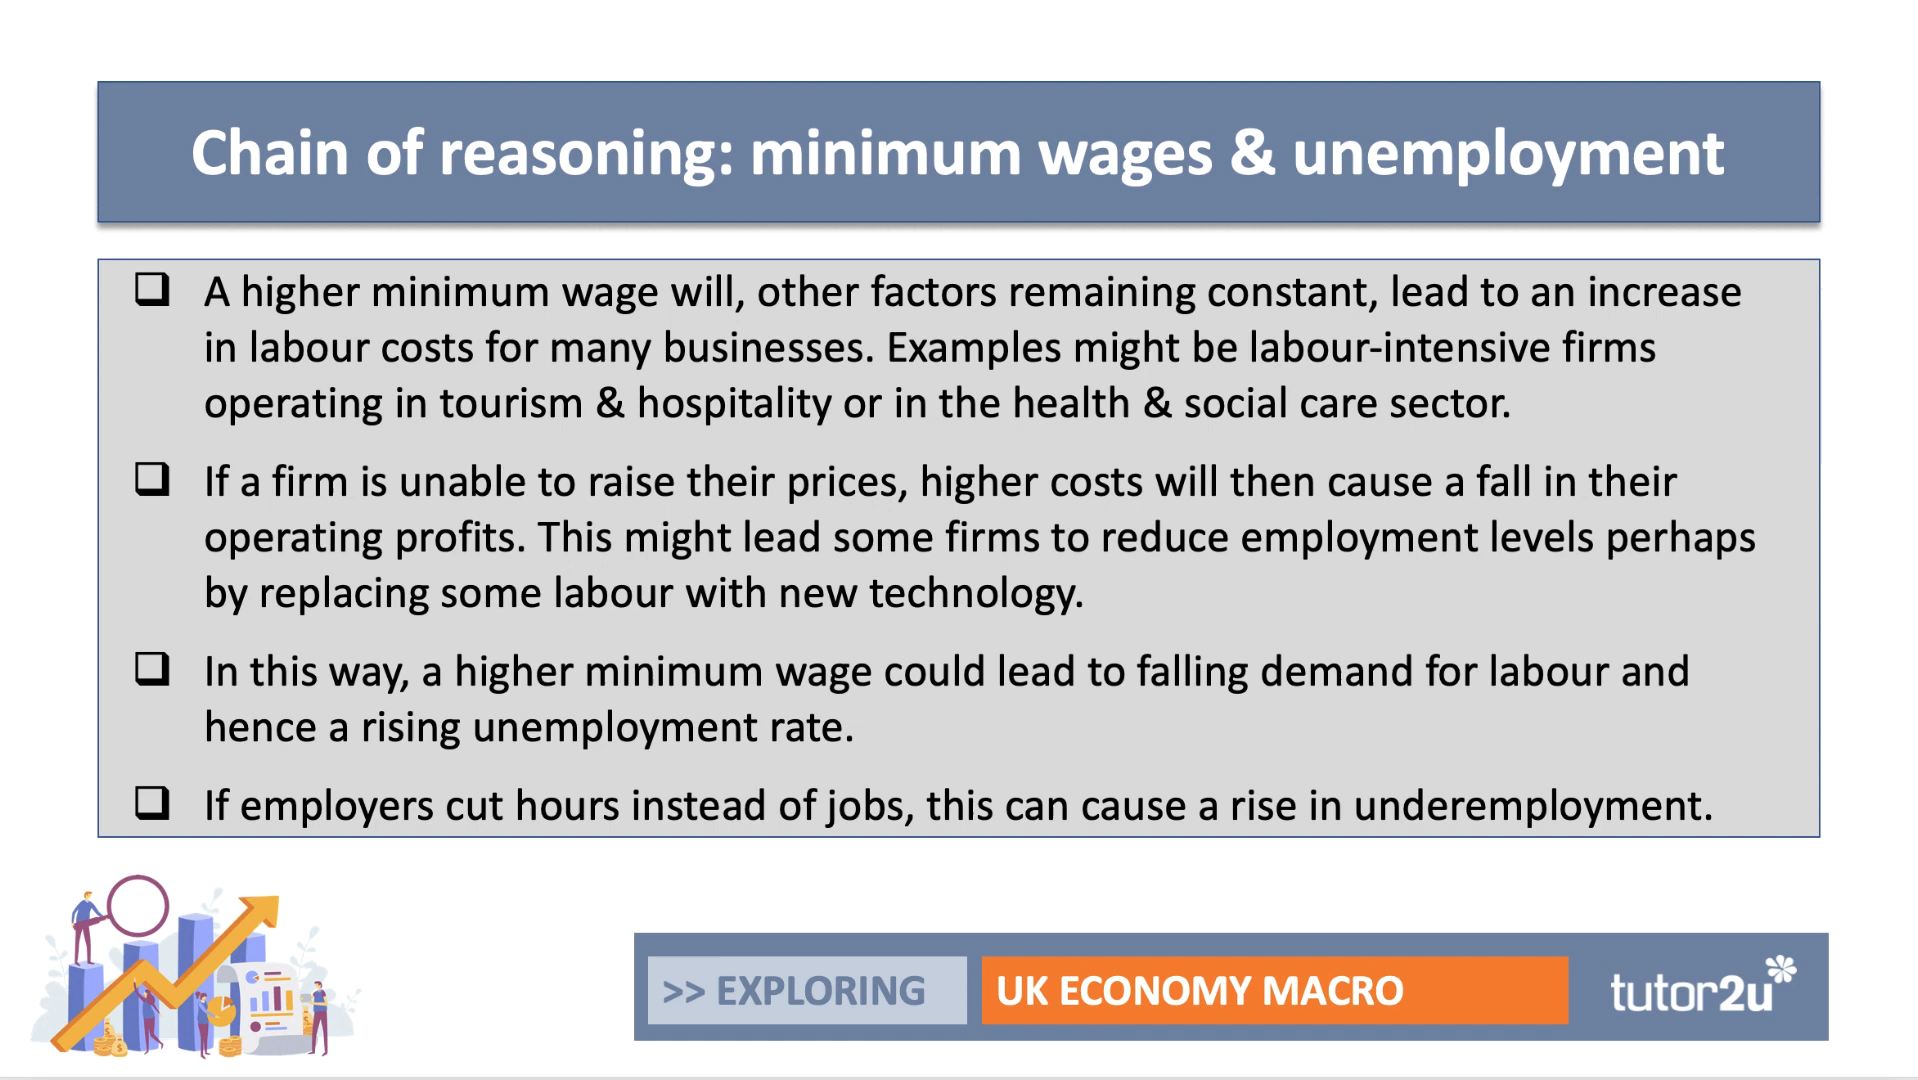 Chain of reasoning: minimum wages & unemployment
A higher minimum wage will, other factors remaining constant, lead to an increase
in labour costs for many businesses. Examples might be labour-intensive firms
operating in tourism & hospitality or in the health & social care sector.
If a firm is unable to raise their prices, higher costs will then cause a fall in their
operating profits. This might lead some firms to reduce employment levels perhaps
by replacing some labour with new technology.
In this way, a higher minimum wage could lead to falling demand for labour and
hence a rising unemployment rate.
If employers cut hours instead of jobs, this can cause a rise in underemployment.
>> EXPLORING
UK ECONOMY MACRO
tutor2u